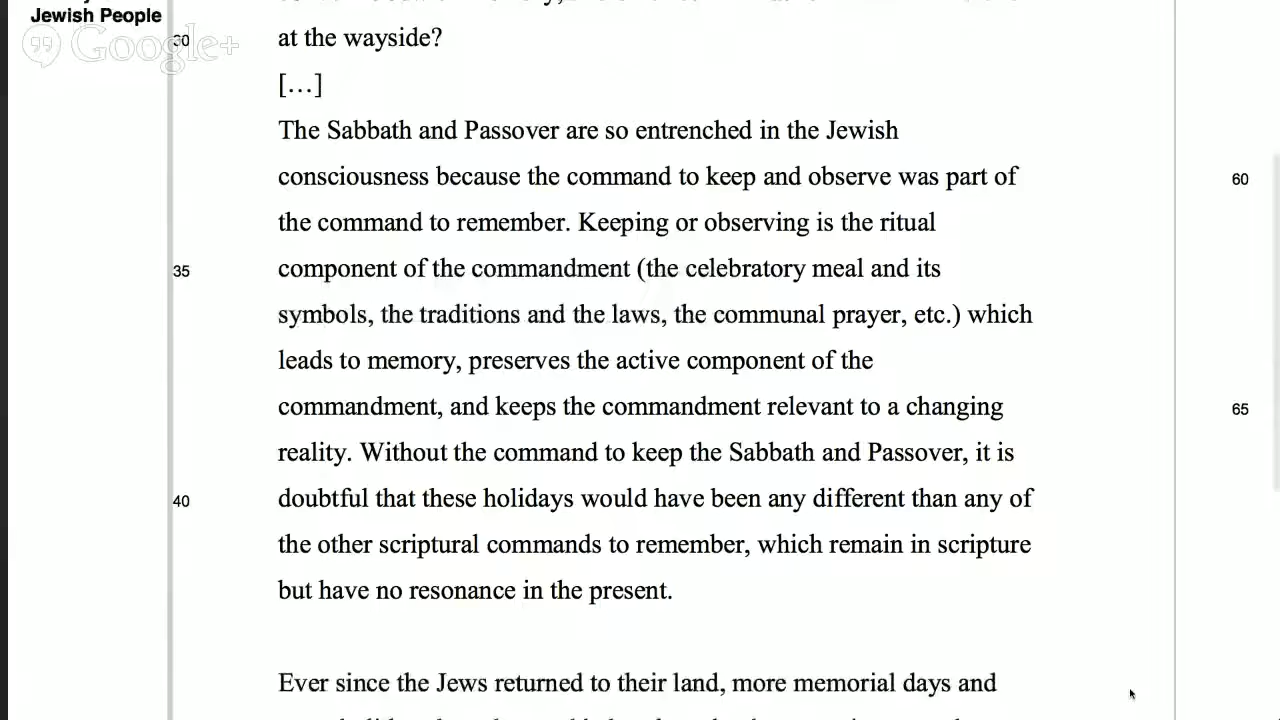 Jewish People
Google+
30
at the wayside?
[…]
The Sabbath and Passover are so entrenched in the Jewish
consciousness because the command to keep and observe was part of
60
the command to remember. Keeping or observing is the ritual
35
component of the commandment (the celebratory meal and its
symbols, the traditions and the laws, the communal prayer, etc.) which
leads to memory, preserves the active component of the
commandment, and keeps the commandment relevant to a changing
65
reality. Without the command to keep the Sabbath and Passover, it is
40
doubtful that these holidays would have been any different than any of
the other scriptural commands to remember, which remain in scripture
but have no resonance in the present.
Ever since the Jews returned to their land, more memorial days and